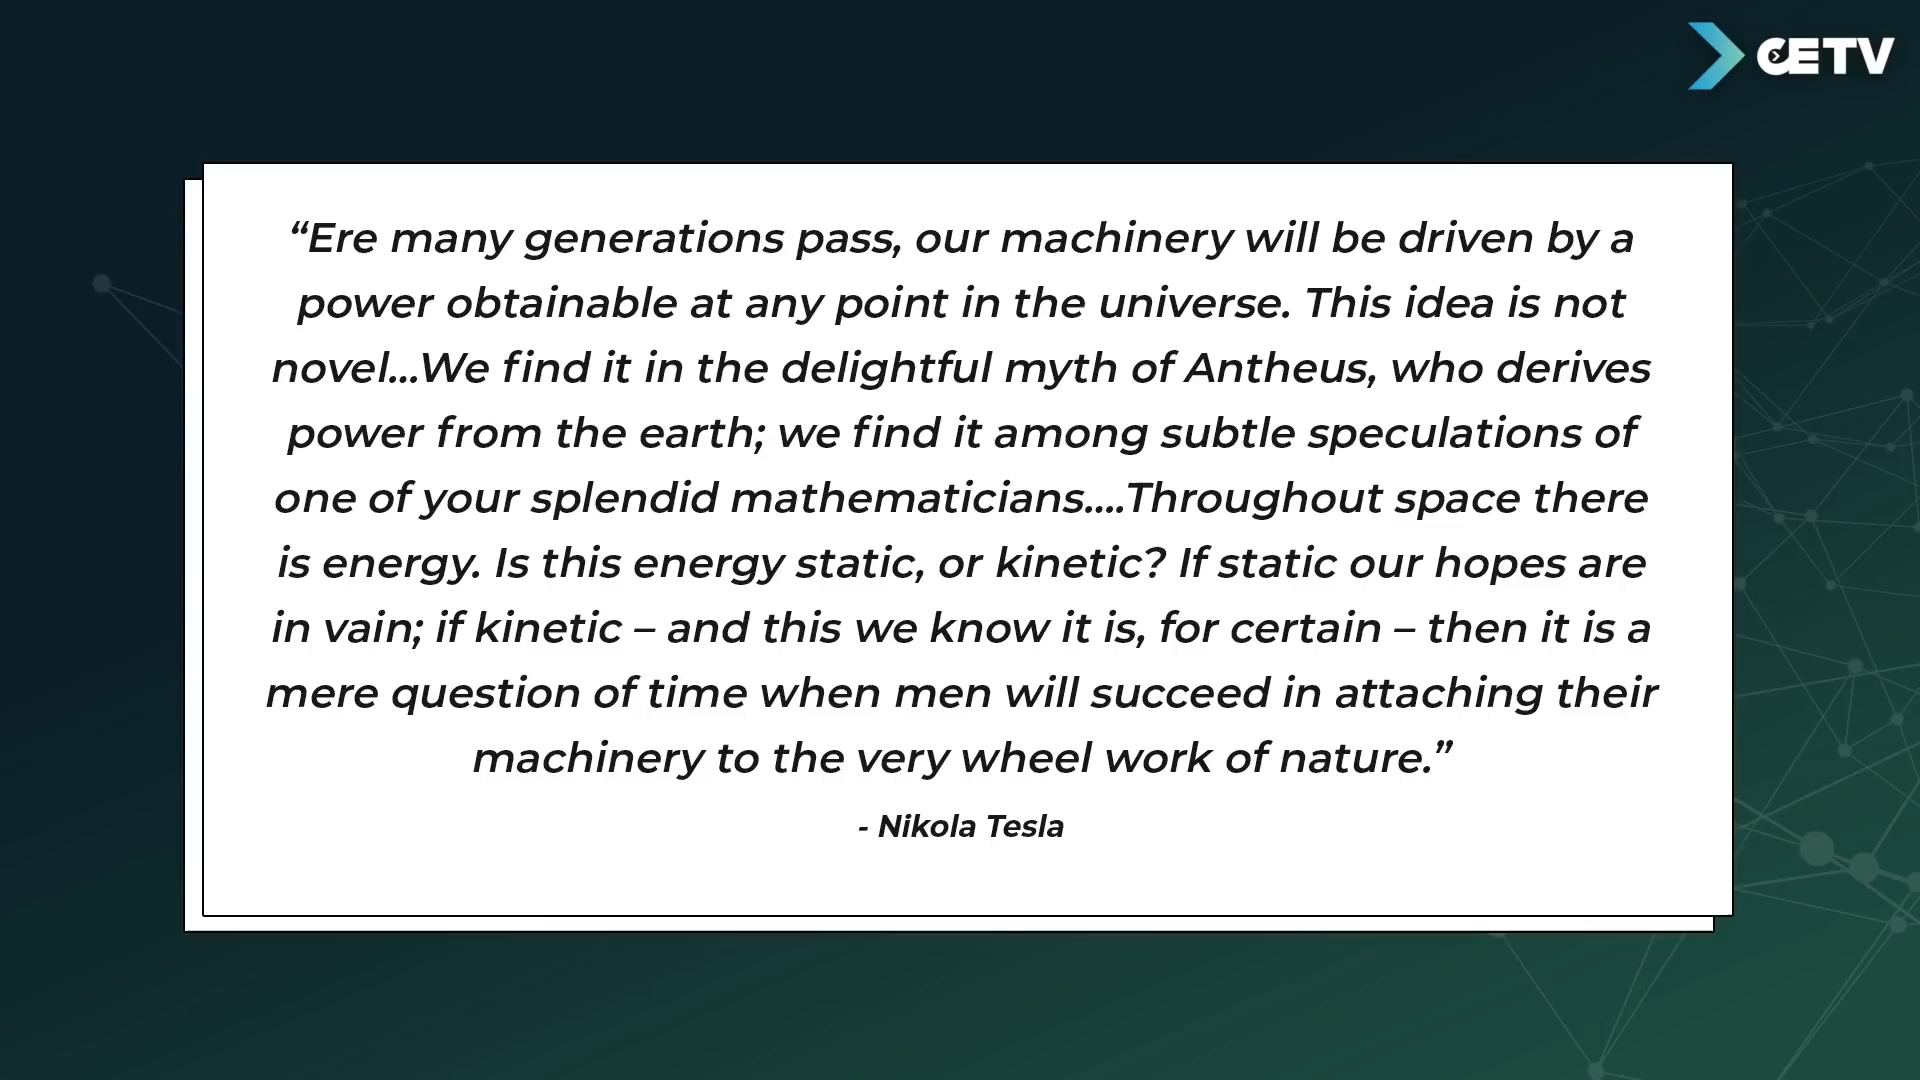 CETV
“Ere many generations pass, our machinery will be driven by a
power obtainable at any point in the universe. This idea is not
novel...We find it in the delightful myth of Antheus, who derives
power from the earth; we find it among subtle speculations of
one of your splendid mathematicians....Throughout space there
is energy. Is this energy static, or kinetic? If static our hopes are
in vain; if kinetic – and this we know it is, for certain – then it is a
mere question of time when men will succeed in attaching their
machinery to the very wheel work of nature.”
- Nikola Tesla